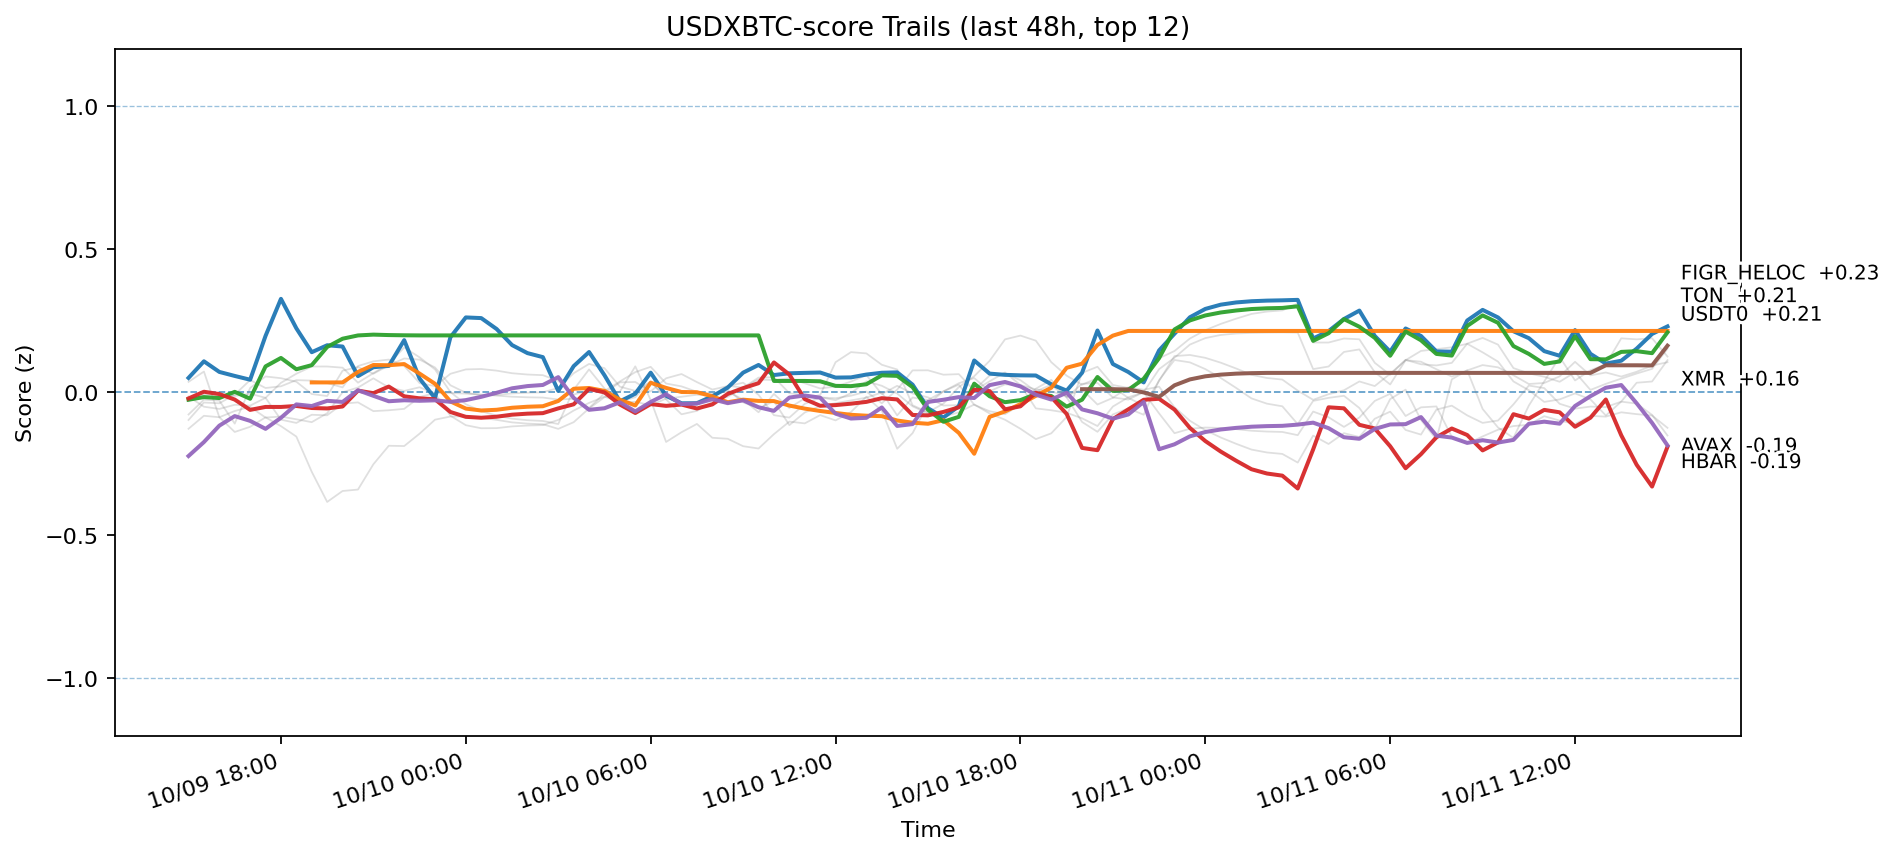 USDXBTC-score Trails (last 48h, top 12)
Score (z)
1.0
0.5
0.0
−0.5
−1.0
FIGR_HELOC +0.23
TON +0.21
USDT0 +0.21
XMR +0.16
AVAX -0.19
HBAR -0.19
10/09 18:00
10/10 00:00
10/10 06:00
10/10 12:00
10/10 18:00
10/11 00:00
10/11 06:00
10/11 12:00
Time